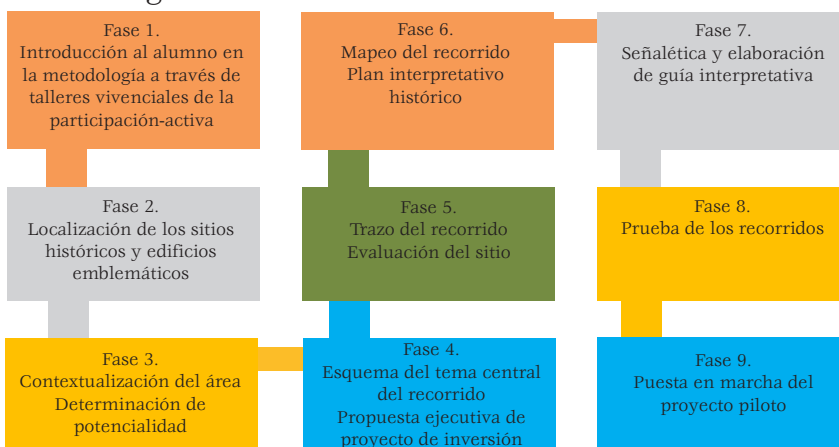 Fase 1.
Introducción al alumno en
la metodología a través de
talleres vivenciales de la
participación-activa
Fase 2.
Localización de los sitios
históricos y edificios
emblemáticos
Fase 3.
Contextualización del área
Determinación de
potencialidad
Fase 4.
Esquema del tema central
del recorrido
Propuesta ejecutiva de
proyecto de inversión
Fase 5.
Trazo del recorrido
Evaluación del sitio
Fase 6.
Mapeo del recorrido
Plan interpretativo
histórico
Fase 7.
Señalética y elaboración
de guía interpretativa
Fase 8.
Prueba de los recorridos
Fase 9.
Puesta en marcha del
proyecto piloto